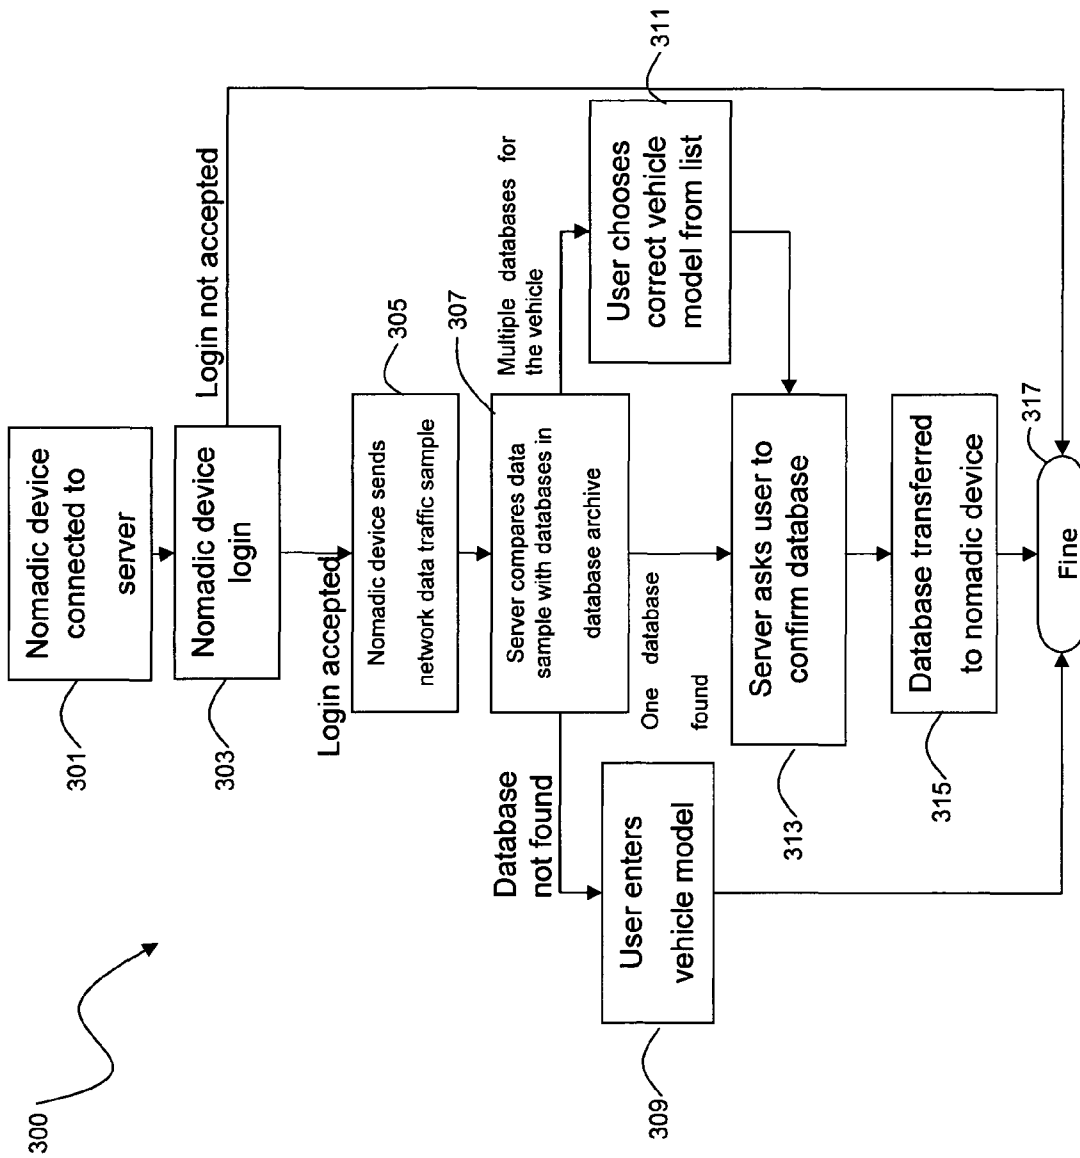 300
301
Nomadic device
connected to
server
303
Nomadic device
login
Login not accepted
Login accepted
305
Nomadic device sends
network data traffic sample
307
Server compares data
sample with databases in
database archive
Database
not found
One database
found
Multiple databases for
the vehicle
309
User enters
vehicle model
311
User chooses
correct vehicle
model from list
313
Server asks user to
confirm database
315
Database transferred
to nomadic device
317
Fine